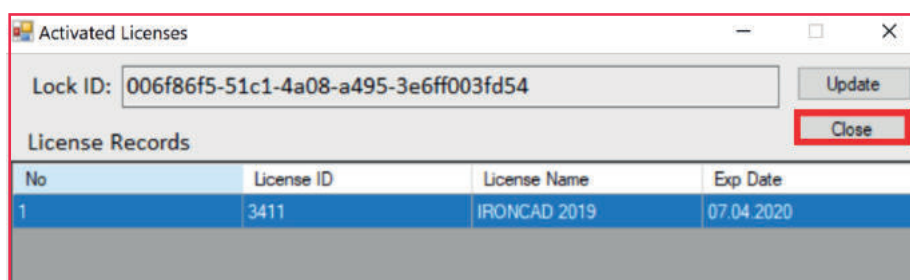 Activated Licenses
Lock ID: 006f86f5-51c1-4a08-a495-3e6ff003fd54 Update
Close
License Records
No License ID License Name Exp Date
1 3411 IRONCAD 2019 07.04.2020